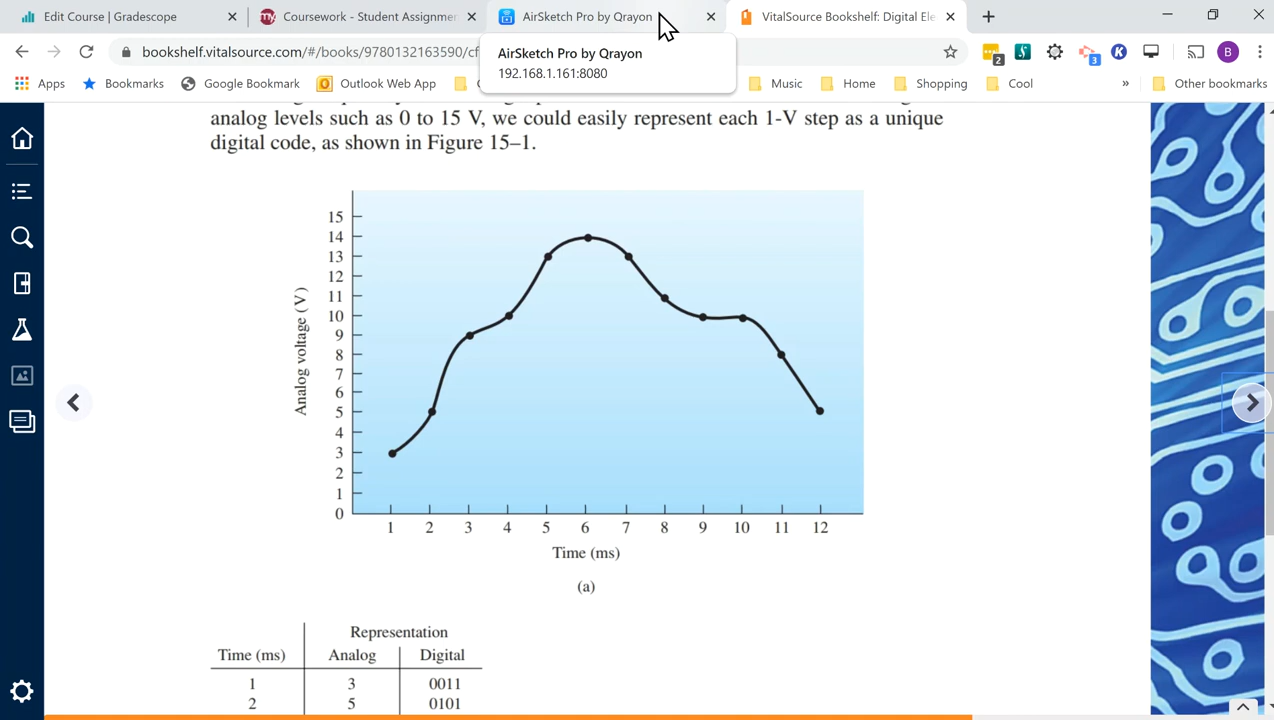 Edit Course | Gradescope
Coursework - Student Assignmen
AirSketch Pro by Qrayon
VitalSource Bookshelf: Digital Ele
bookshelf.vitalsource.com/#/books/9780132163590/cf
AirSketch Pro by Qrayon
192.168.1.161:8080
2
3
K
B
Apps
Bookmarks
Google Bookmark
Outlook Web App
Music
Home
Shopping
Cool
»
Other bookmarks
analog levels such as 0 to 15 V, we could easily represent each 1-V step as a unique
digital code, as shown in Figure 15–1.
15
14
13
12
11
10
9
8
7
6
5
4
3
2
1
0
Analog voltage (V)
1 2 3 4 5 6 7 8 9 10 11 12
Time (ms)
(a)
Representation
Time (ms) Analog Digital
1 3 0011
2 5 0101